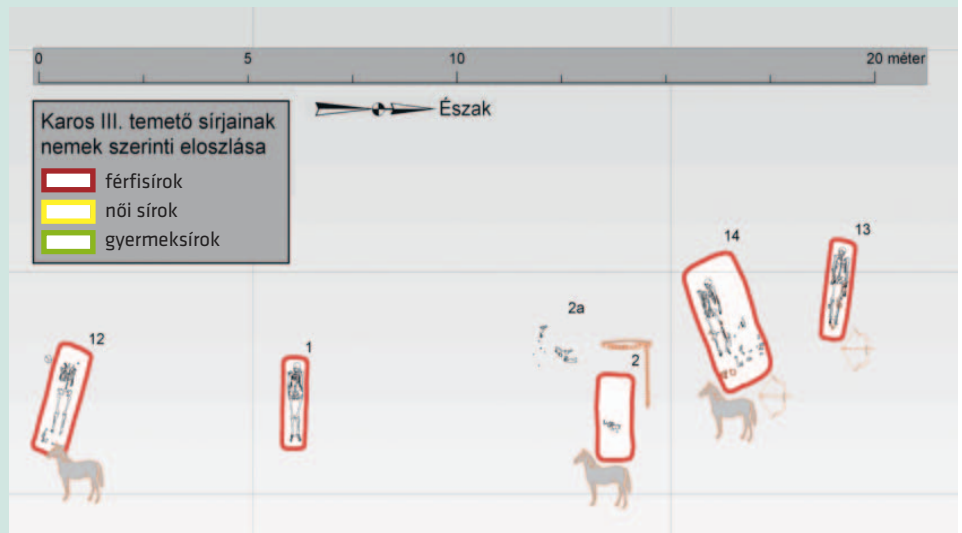 0 5 10 20 méter
Észak
Karos III. temető sírjainak
nemek szerinti eloszlása
férfisírok
női sírok
gyermeksírok
13
14
2a
12
1
2